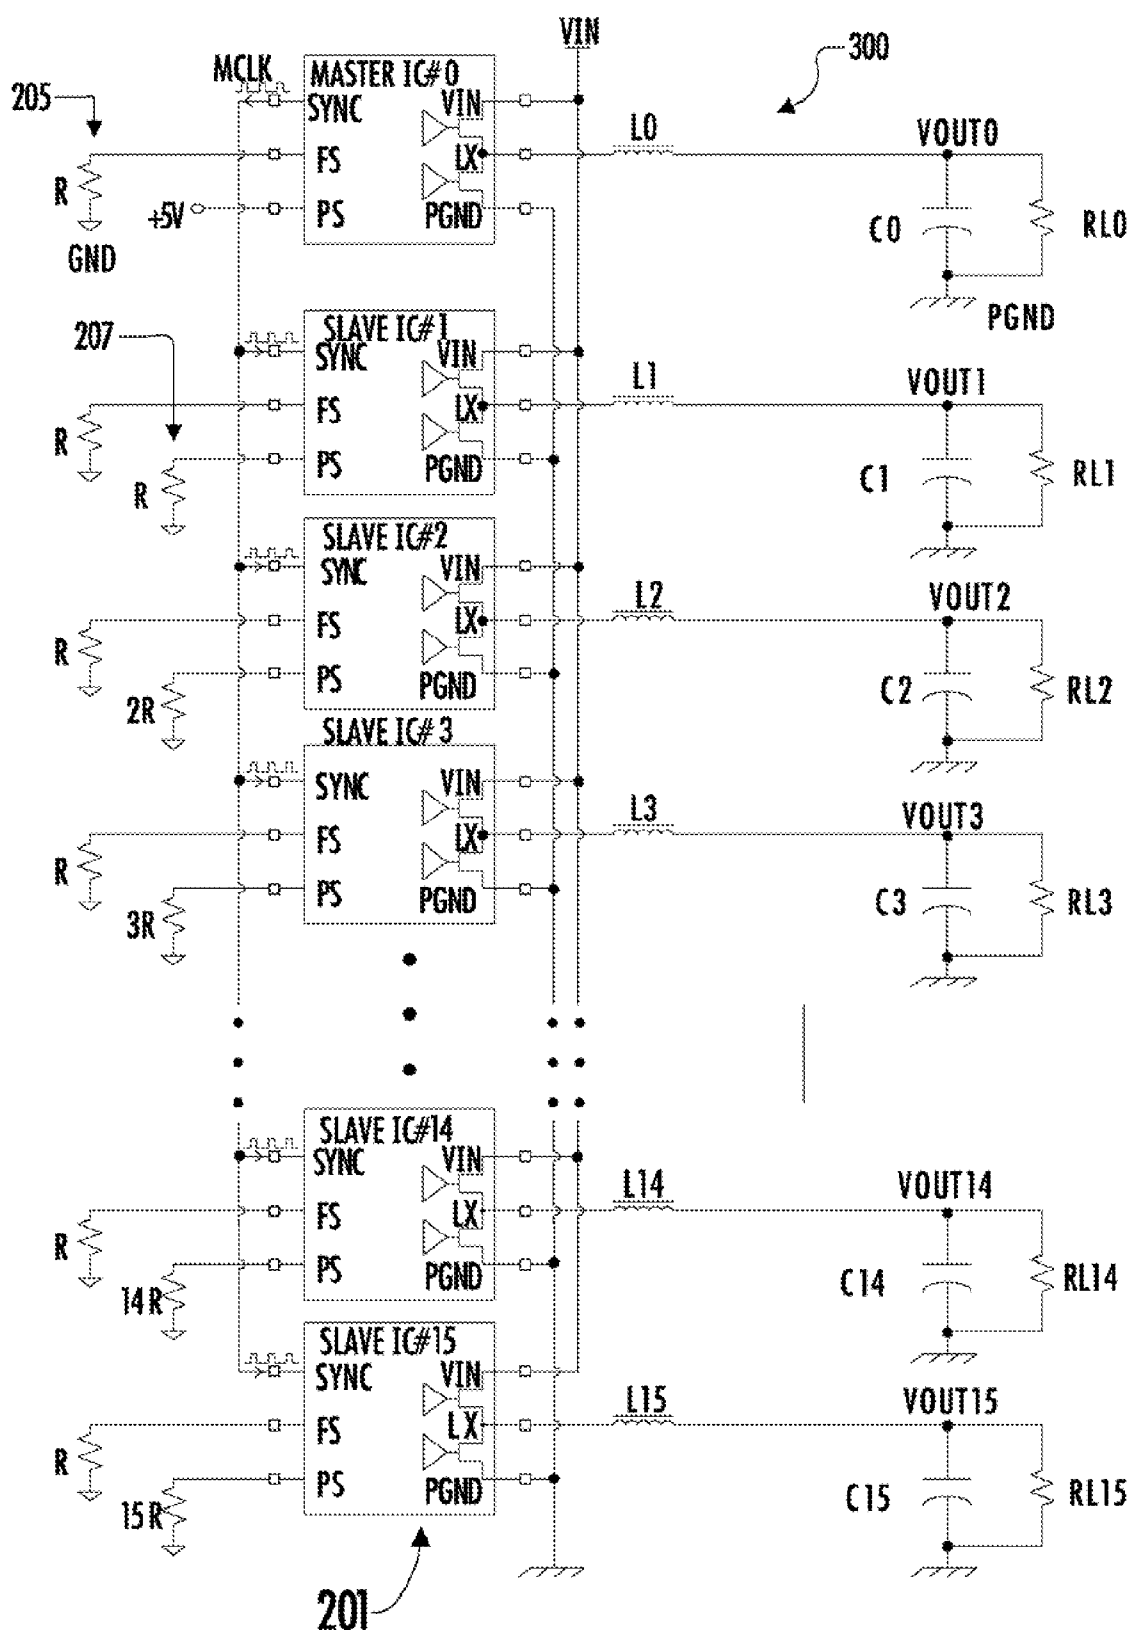 VIN
300
MCLK
MASTER IC#0
205
SYNC
VIN
L0
VOUT0
FS
LX
R
+5V
PS
PGND
C0
RL0
GND
PGND
207
SLAVE IC#1
SYNC
VIN
L1
VOUT1
FS
LX
R
PS
PGND
R
C1
RL1
SLAVE IC#2
SYNC
VIN
L2
VOUT2
FS
LX
R
PS
PGND
2R
C2
RL2
SLAVE IC#3
SYNC
VIN
L3
VOUT3
FS
LX
R
PS
PGND
3R
C3
RL3
SLAVE IC#14
SYNC
VIN
L14
VOUT14
FS
LX
R
PS
PGND
14R
C14
RL14
SLAVE IC#15
SYNC
VIN
L15
VOUT15
FS
LX
R
PS
PGND
15R
C15
RL15
201